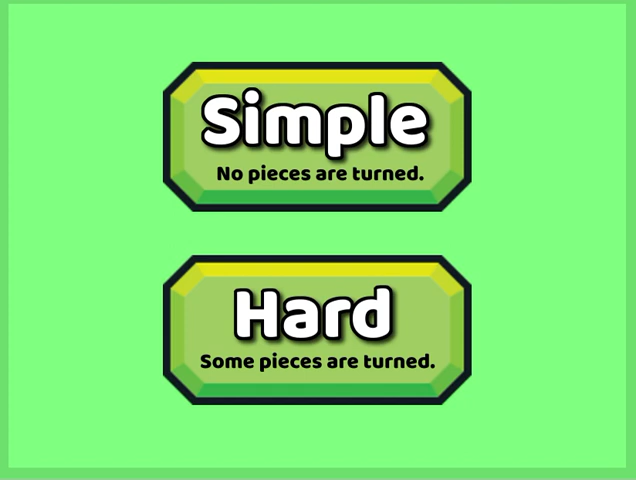 Simple
No pieces are turned.
Hard
Some pieces are turned.